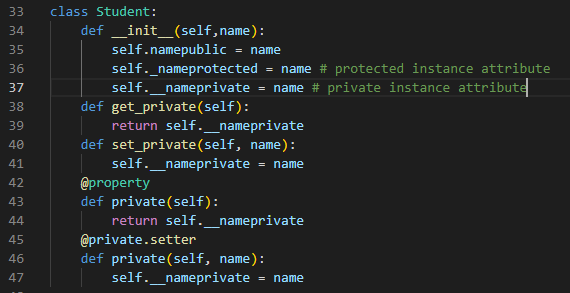 33 class Student:
34     def __init__(self,name):
35         self.namepublic = name
36         self._nameprotected = name # protected instance attribute
37         self.__nameprivate = name # private instance attribute
38     def get_private(self):
39         return self.__nameprivate
40     def set_private(self, name):
41         self.__nameprivate = name
42     @property
43     def private(self):
44         return self.__nameprivate
45     @private.setter
46     def private(self, name):
47         self.__nameprivate = name